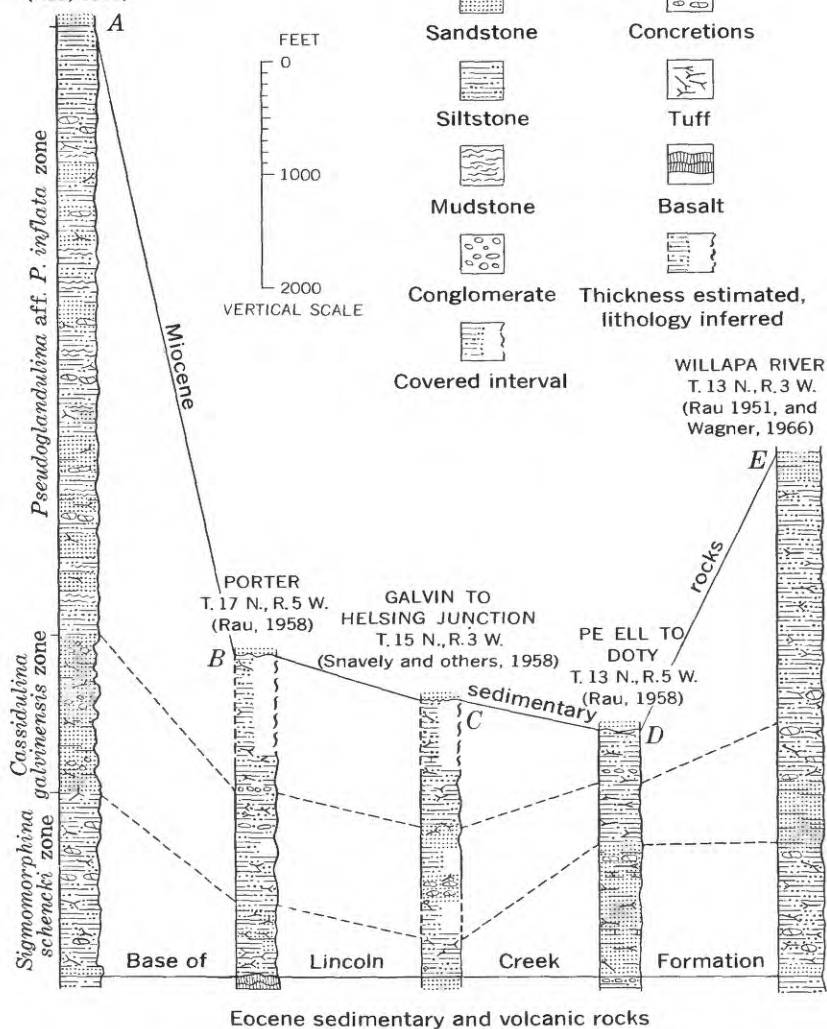 A
FEET
0
1000
2000
VERTICAL SCALE
Sandstone
Concretions
Siltstone
Tuff
Mudstone
Basalt
Conglomerate
Thickness estimated,
lithology inferred
Covered interval
Pseudoglandulina aff. P. inflata zone
Cassidulina
galvinensis zone
Sigmomorphina
schencki zone
Miocene
sedimentary
rocks
PORTER
T. 17 N., R. 5 W.
(Rau, 1958)
B
GALVIN TO
HELSING JUNCTION
T. 15 N., R. 3 W.
(Snavely and others, 1958)
C
PE ELL TO
DOTY
T. 13 N., R. 5 W.
(Rau, 1958)
D
WILLAPA RIVER
T. 13 N., R. 3 W.
(Rau 1951, and
Wagner, 1966)
E
Base of Lincoln Creek Formation
Eocene sedimentary and volcanic rocks